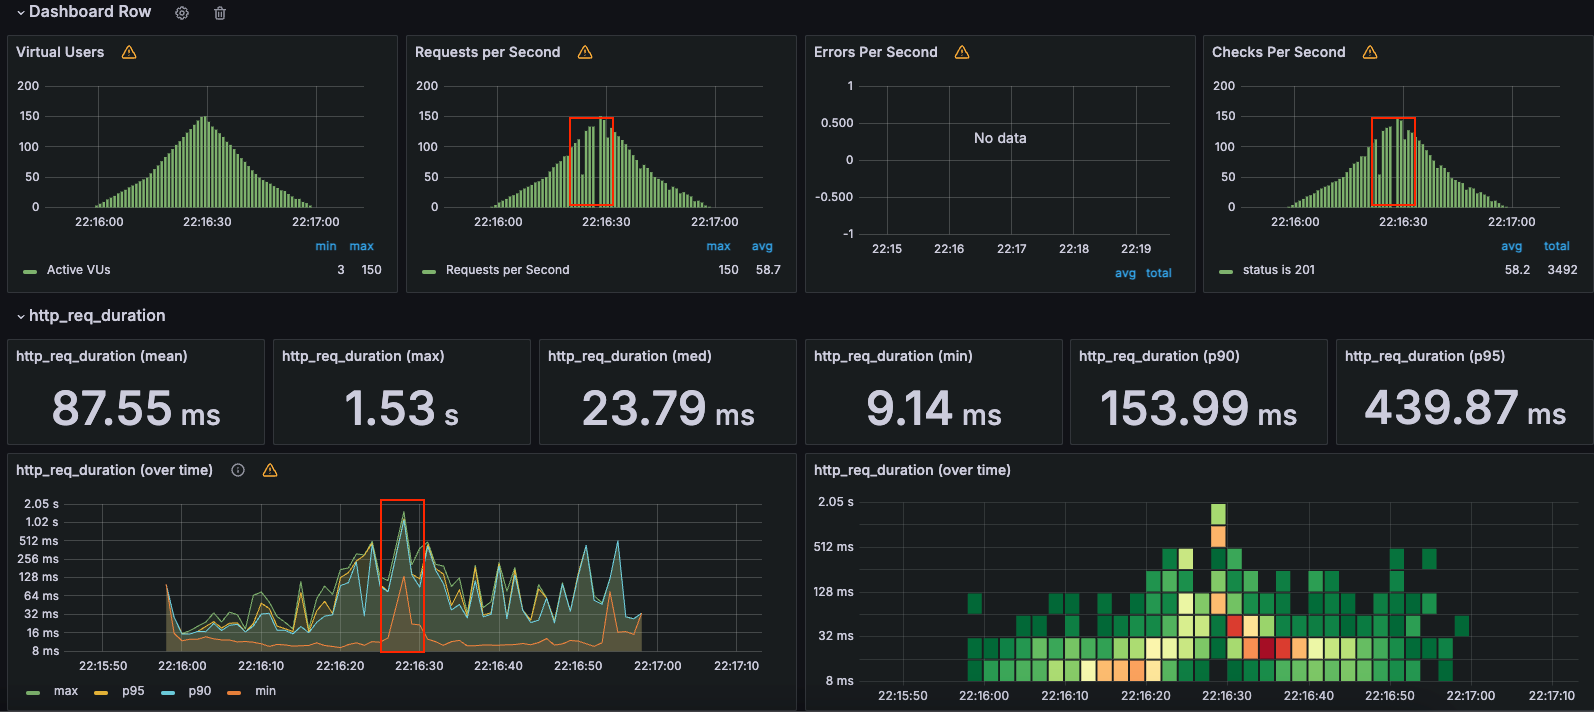 Dashboard Row
Virtual Users
200
150
100
50
0
22:16:00 22:16:30 22:17:00
min max
Active VUs 3 150
Requests per Second
200
150
100
50
0
22:16:00 22:16:30 22:17:00
max avg
Requests per Second 150 58.7
Errors Per Second
1
0.500
0
-0.500
-1
No data
22:15 22:16 22:17 22:18 22:19
avg total
Checks Per Second
200
150
100
50
0
22:16:00 22:16:30 22:17:00
avg total
status is 201 58.2 3492
http_req_duration
http_req_duration (mean)
87.55 ms
http_req_duration (max)
1.53 s
http_req_duration (med)
23.79 ms
http_req_duration (min)
9.14 ms
http_req_duration (p90)
153.99 ms
http_req_duration (p95)
439.87 ms
http_req_duration (over time)
2.05 s
1.02 s
512 ms
256 ms
128 ms
64 ms
32 ms
16 ms
8 ms
22:15:50 22:16:00 22:16:10 22:16:20 22:16:30 22:16:40 22:16:50 22:17:00 22:17:10
max p95 p90 min
http_req_duration (over time)
2.05 s
512 ms
128 ms
32 ms
8 ms
22:15:50 22:16:00 22:16:10 22:16:20 22:16:30 22:16:40 22:16:50 22:17:00 22:17:10